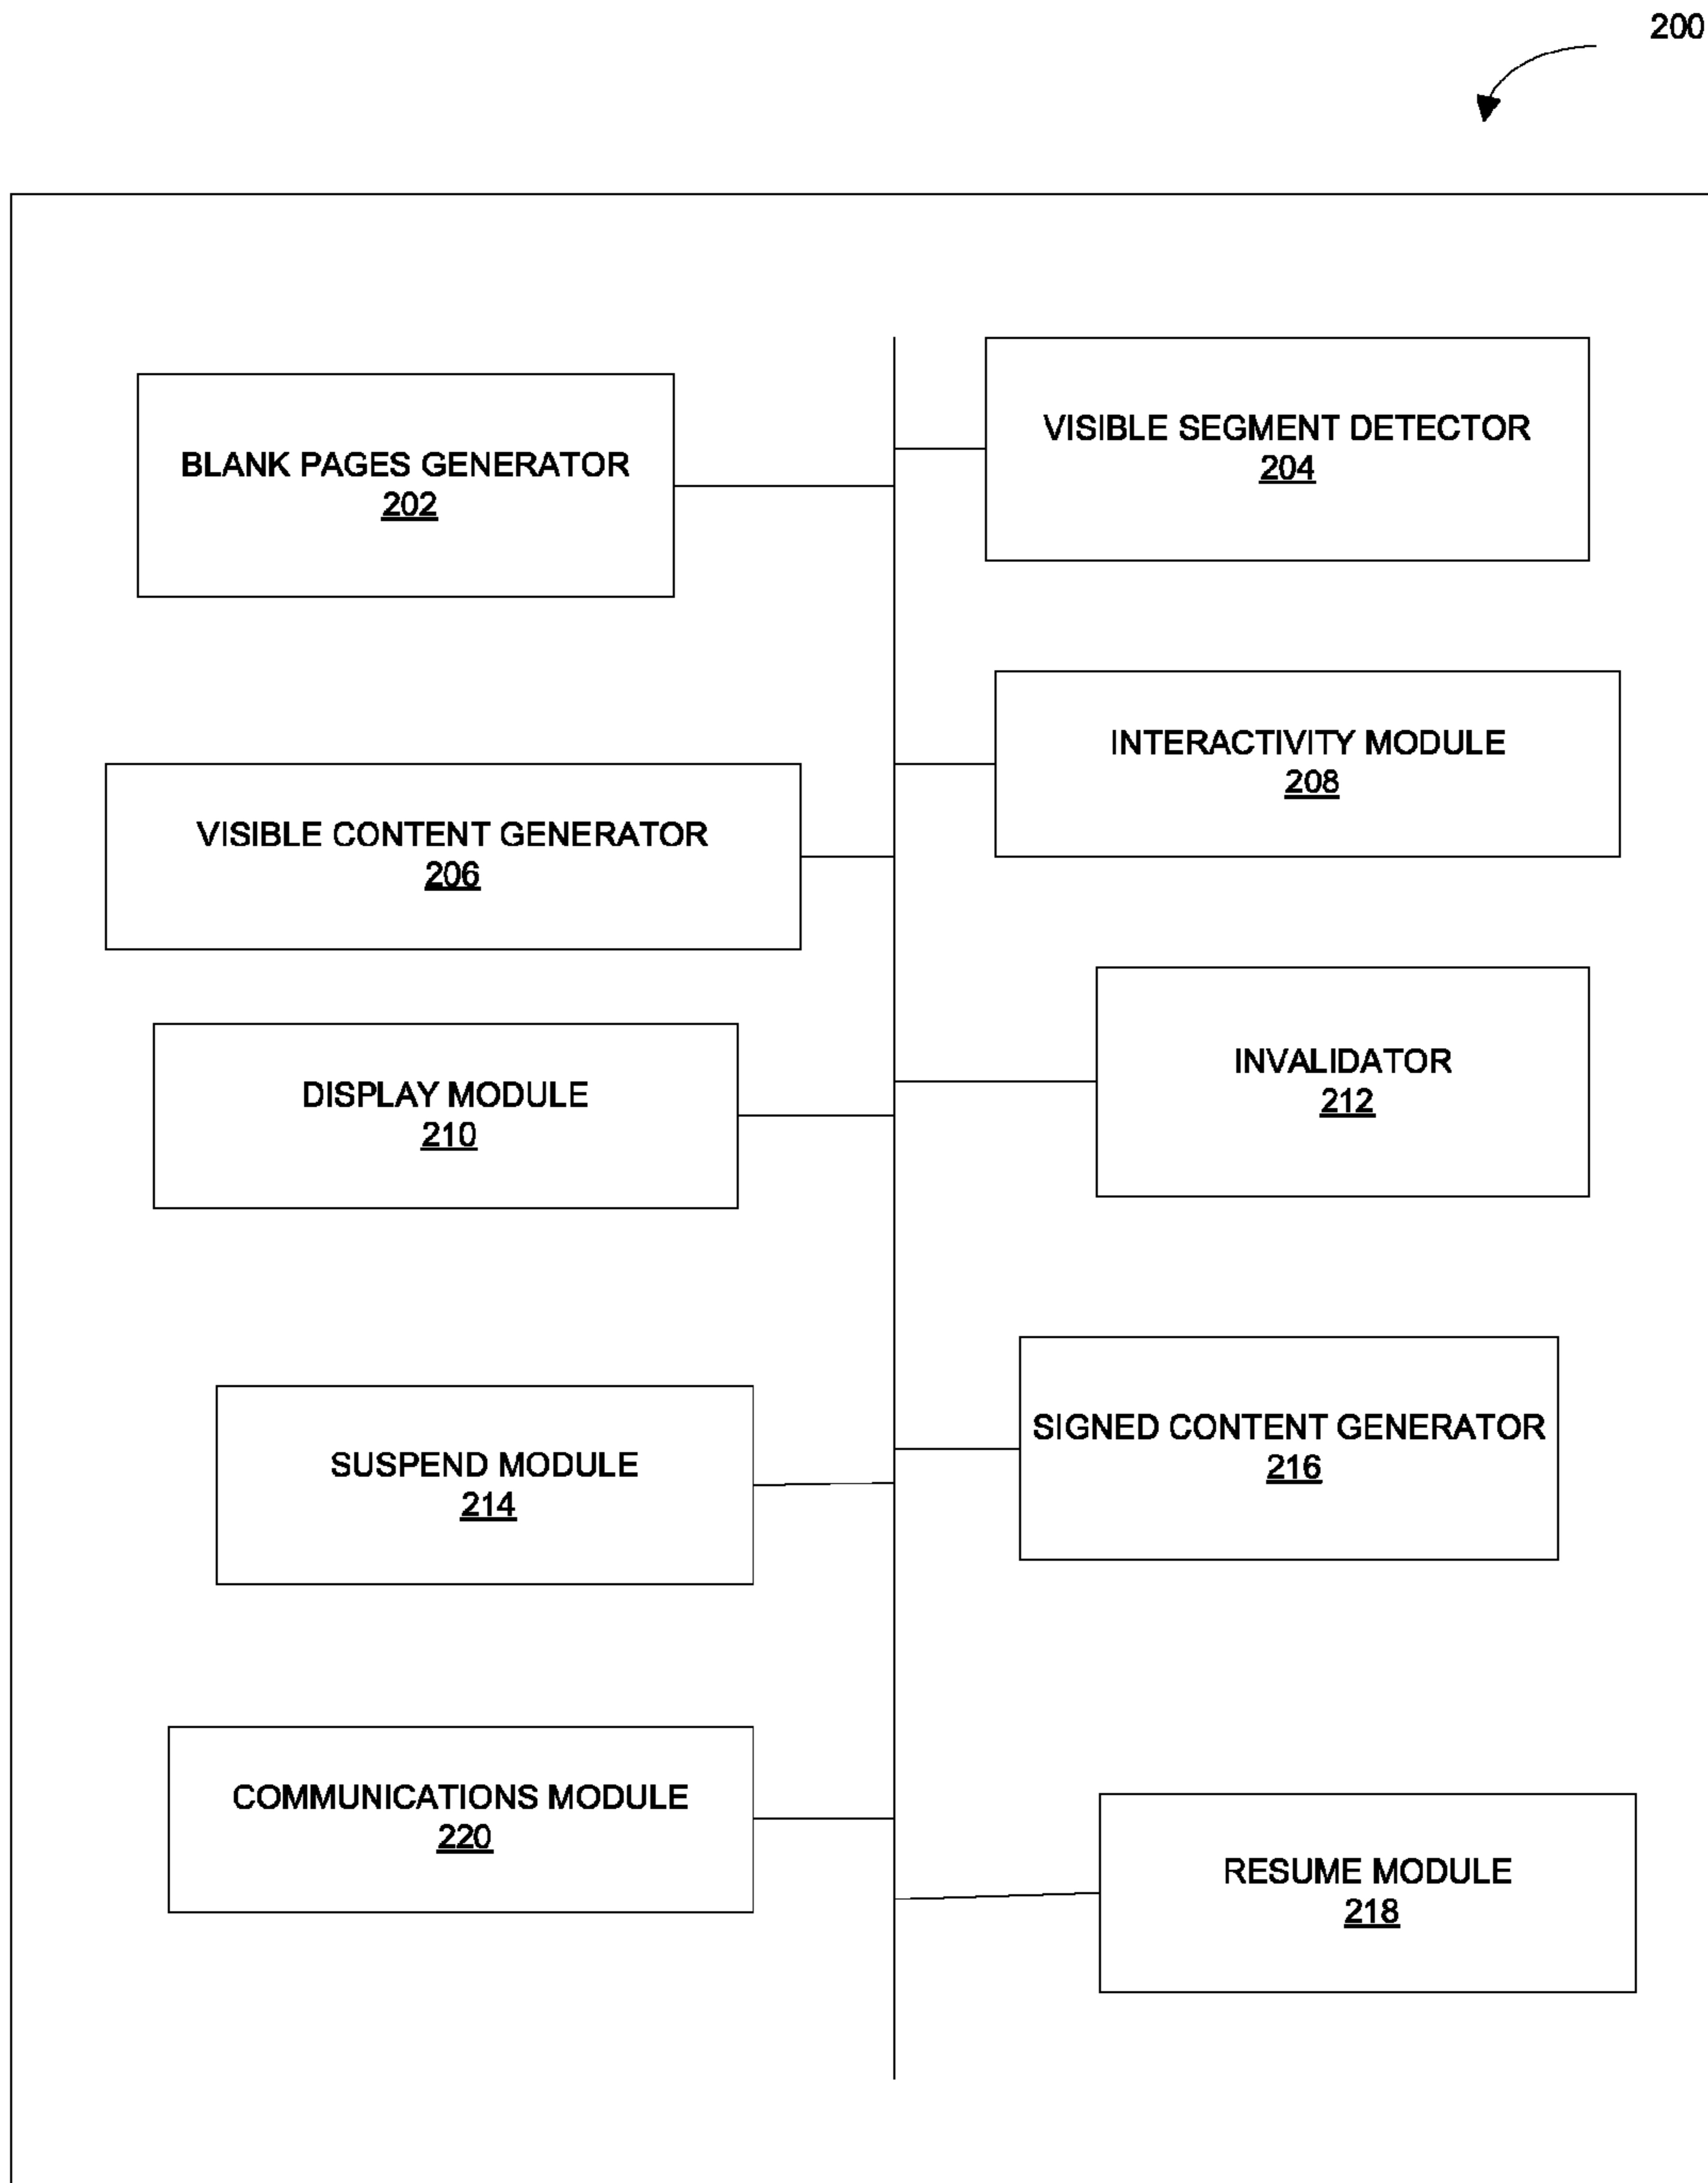 200
BLANK PAGES GENERATOR
202
VISIBLE SEGMENT DETECTOR
204
VISIBLE CONTENT GENERATOR
206
INTERACTIVITY MODULE
208
DISPLAY MODULE
210
INVALIDATOR
212
SUSPEND MODULE
214
SIGNED CONTENT GENERATOR
216
COMMUNICATIONS MODULE
220
RESUME MODULE
218